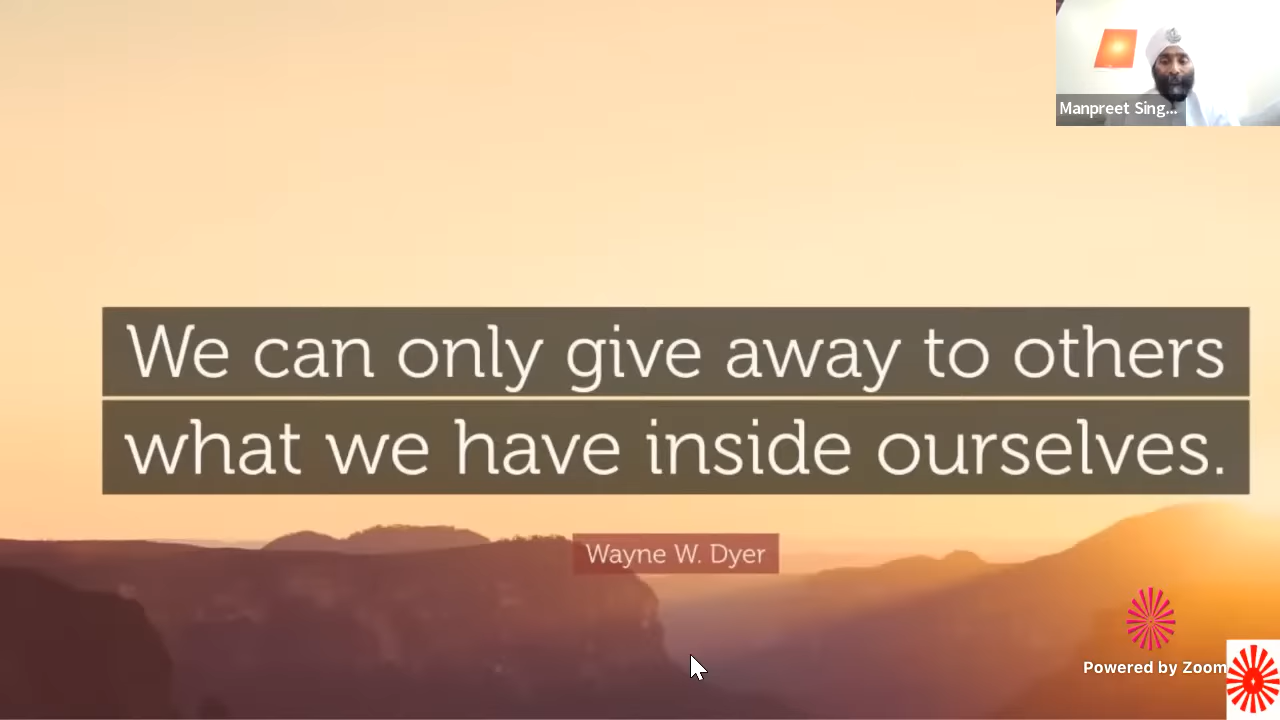 Manpreet Sing...
We can only give away to others
what we have inside ourselves.
Wayne W. Dyer
Powered by Zoom